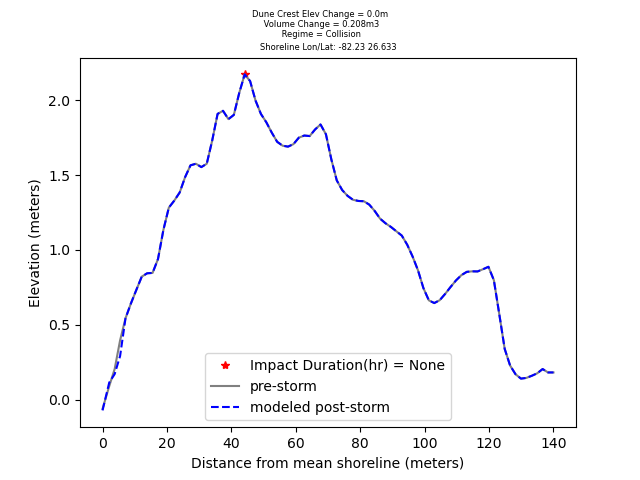 Dune Crest Elev Change = 0.0m
Volume Change = 0.208m3
Regime = Collision
Shoreline Lon/Lat: -82.23 26.633
2.0
1.5
1.0
0.5
0.0
Elevation (meters)
Impact Duration(hr) = None
pre-storm
modeled post-storm
0 20 40 60 80 100 120 140
Distance from mean shoreline (meters)